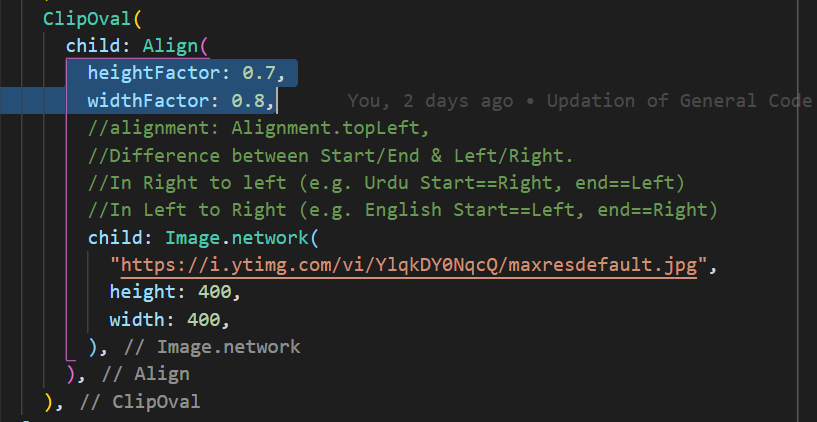 ClipOval(
child: Align(
heightFactor: 0.7,
widthFactor: 0.8, You, 2 days ago • Updation of General Code
//alignment: Alignment.topLeft,
//Difference between Start/End & Left/Right.
//In Right to left (e.g. Urdu Start==Right, end==Left)
//In Left to Right (e.g. English Start==Left, end==Right)
child: Image.network(
"https://i.ytimg.com/vi/YlqkDY0NqcQ/maxresdefault.jpg",
height: 400,
width: 400,
), // Image.network
), // Align
), // ClipOval